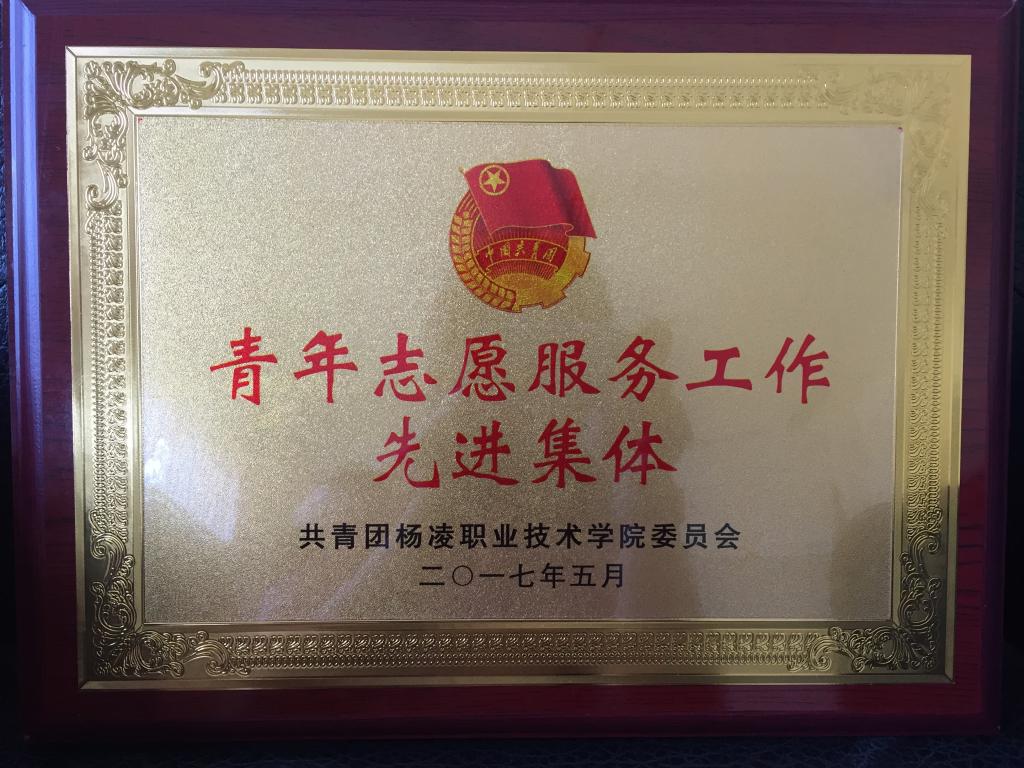 中国共青团
青年志愿服务工作
先进集体
共青团杨凌职业技术学院委员会
二〇一七年五月